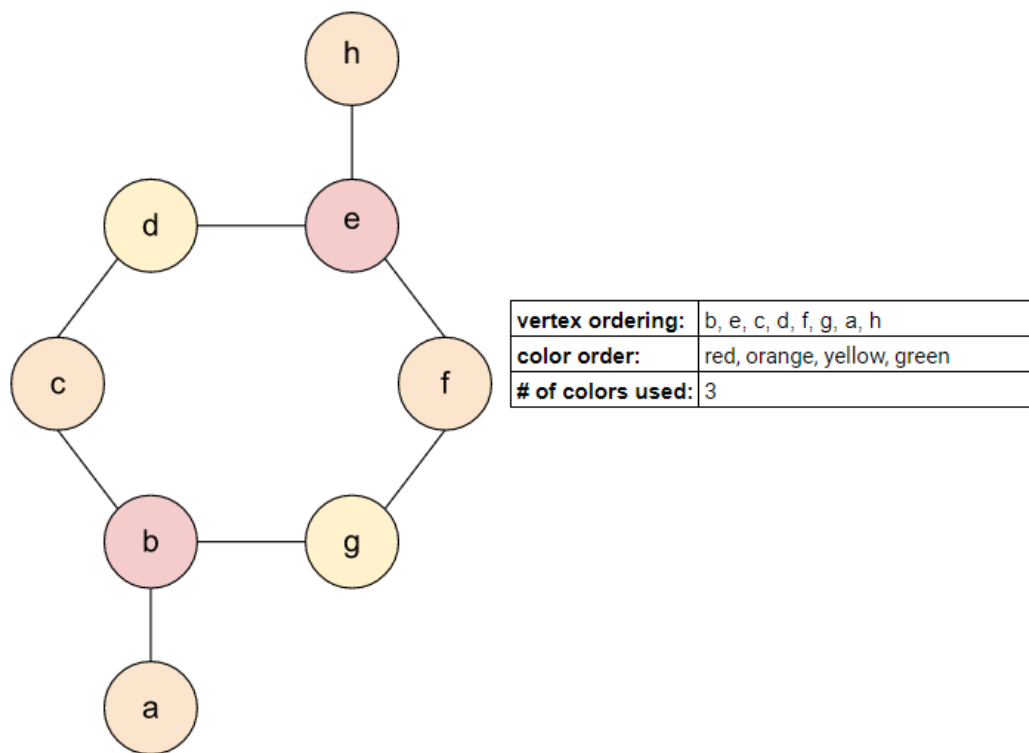 h
d
e
c
f
b
g
a
vertex ordering: b, e, c, d, f, g, a, h
color order: red, orange, yellow, green
# of colors used: 3